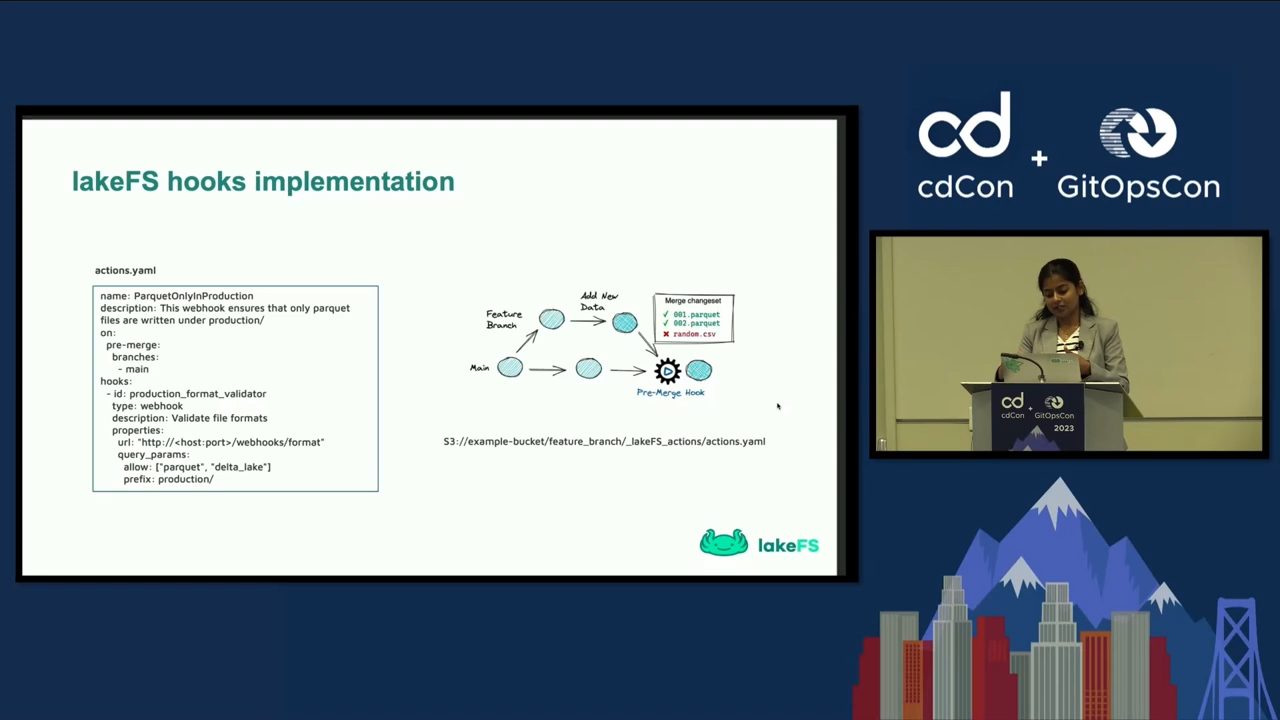 lakeFS hooks implementation
actions.yaml
name: ParquetOnlyInProduction
description: This webhook ensures that only parquet
files are written under production/
on:
pre-merge:
branches:
- main
hooks:
- id: production_format_validator
type: webhook
description: Validate file formats
properties:
url: "http://<host:port>/webhooks/format"
query_params:
allow: ["parquet", "delta_lake"]
prefix: production/
Feature
Branch
Add New
Data
Merge changeset
✓ 001.parquet
✓ 002.parquet
✗ random.csv
Main
Pre-Merge Hook
S3://example-bucket/feature_branch/_lakeFS_actions/actions.yaml
lakeFS
cd
cdCon
+
GitOpsCon
cd
cdCon
+
GitOpsCon
2023